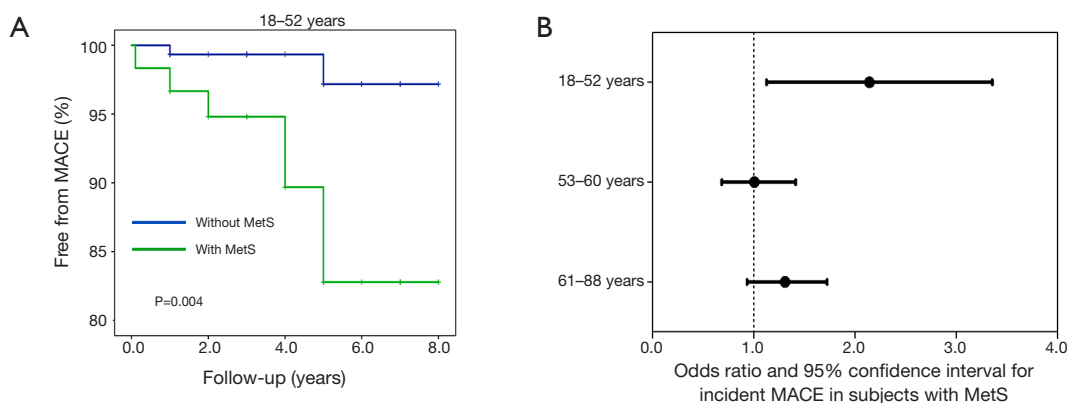 A
18–52 years
100
95
90
85
80
Free from MACE (%)
Without MetS
With MetS
P=0.004
0.0 2.0 4.0 6.0 8.0
Follow-up (years)
B
18–52 years
53–60 years
61–88 years
0.0 1.0 2.0 3.0 4.0
Odds ratio and 95% confidence interval for
incident MACE in subjects with MetS